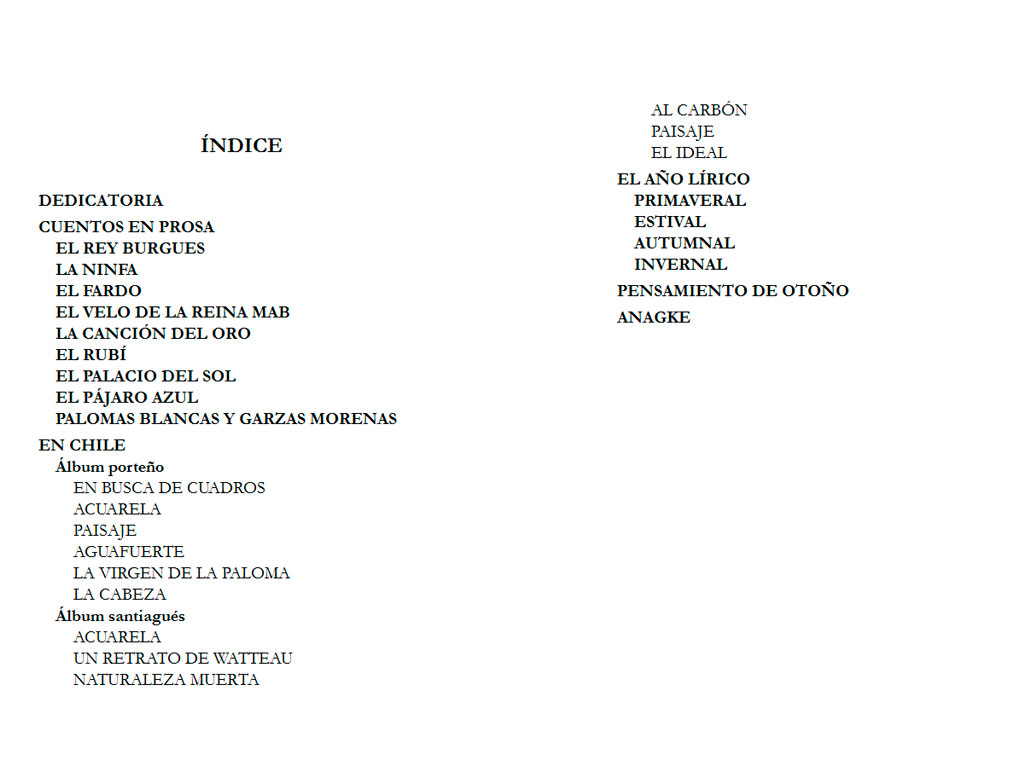 ÍNDICE
DEDICATORIA
CUENTOS EN PROSA
EL REY BURGUES
LA NINFA
EL FARDO
EL VELO DE LA REINA MAB
LA CANCIÓN DEL ORO
EL RUBÍ
EL PALACIO DEL SOL
EL PÁJARO AZUL
PALOMAS BLANCAS Y GARZAS MORENAS
EN CHILE
Álbum porteño
EN BUSCA DE CUADROS
ACUARELA
PAISAJE
AGUAFUERTE
LA VIRGEN DE LA PALOMA
LA CABEZA
Álbum santiagués
ACUARELA
UN RETRATO DE WATTEAU
NATURALEZA MUERTA
AL CARBÓN
PAISAJE
EL IDEAL
EL AÑO LÍRICO
PRIMAVERAL
ESTIVAL
AUTUMNAL
INVERNAL
PENSAMIENTO DE OTOÑO
ANAGKE